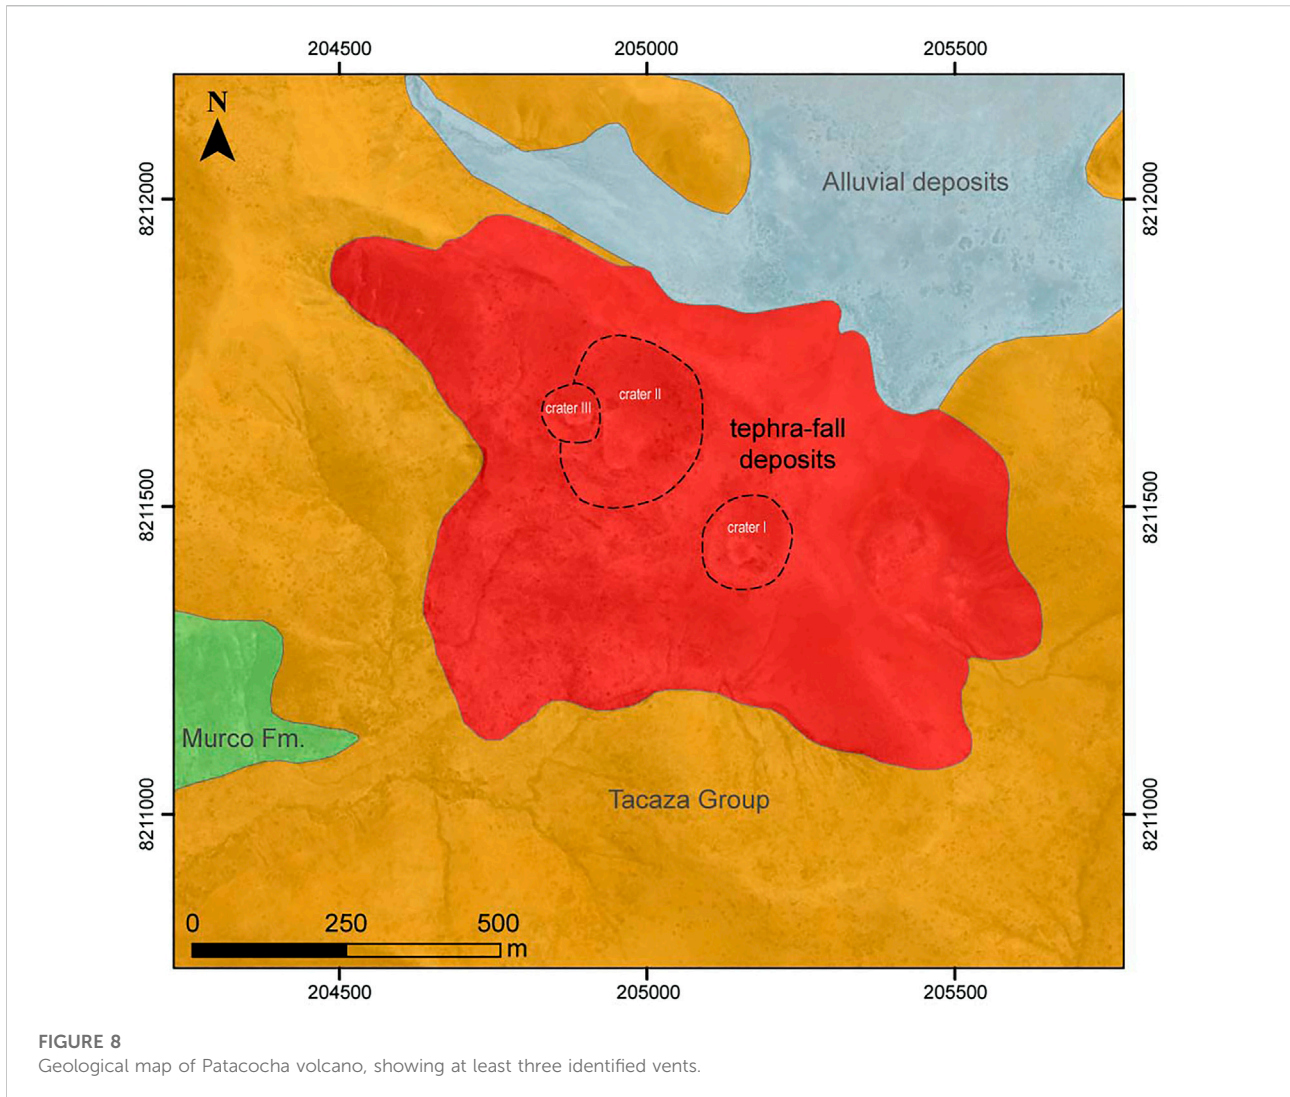 204500 205000 205500
N
8212000 8212000
Alluvial deposits
crater II
crater III
tephra-fall
deposits
8211500 8211500
crater I
Murco Fm.
Tacaza Group
8211000 8211000
0 250 500
m
204500 205000 205500
FIGURE 8
Geological map of Patacocha volcano, showing at least three identified vents.